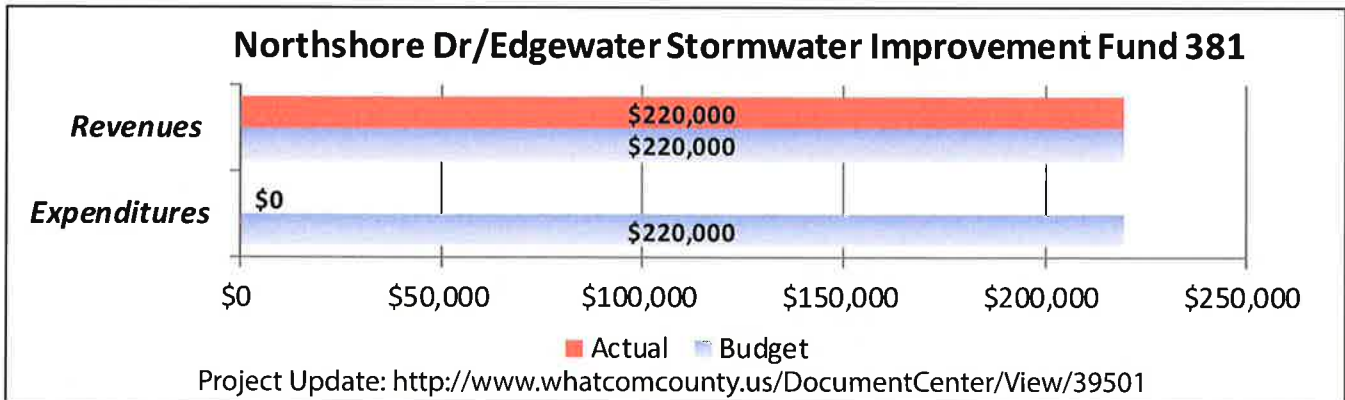 Northshore Dr/Edgewater Stormwater Improvement Fund 381
Revenues
$220,000
$220,000
Expenditures
$0
$220,000
$0 $50,000 $100,000 $150,000 $200,000 $250,000
Actual Budget
Project Update: http://www.whatcomcounty.us/DocumentCenter/View/39501